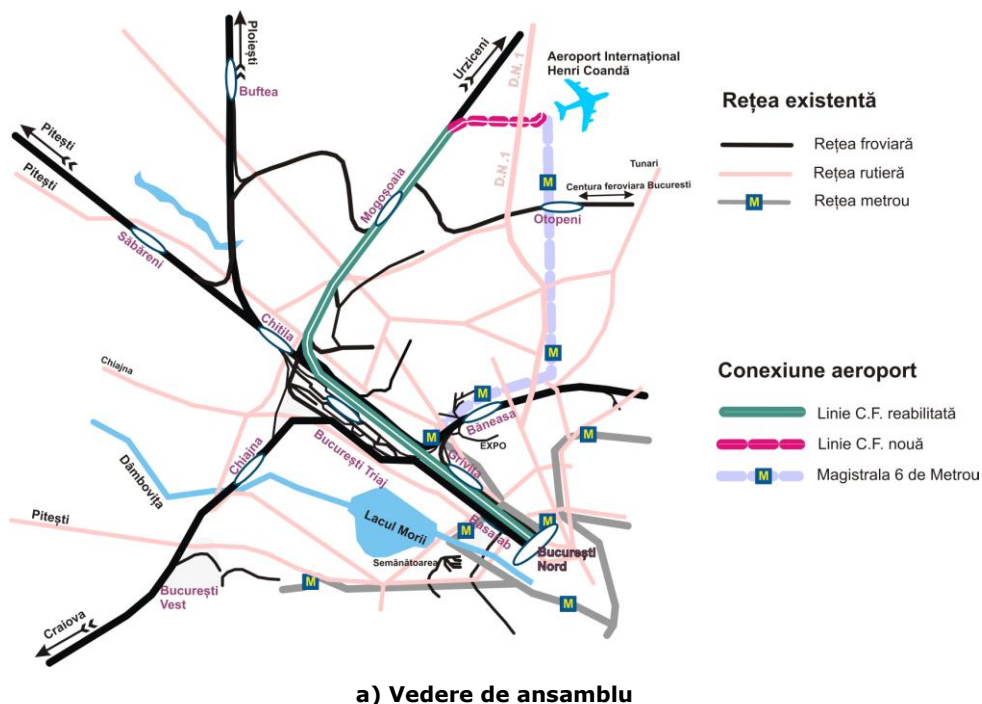 Ploiești
Buftea
Urziceni
D.N. 1
Aeroport Internațional
Henri Coandă
Pitești
Pitești
Mogoșoaia
D.N .1
M
Tunari
Centura feroviara Bucuresti
Otopeni
Săbăreni
M
Chitila
M
Chiajna
M
M
Băneasa
M
EXPO
M
Grivița
București Triaj
Chiajna
Dâmbovița
Pitești
Lacul Morii
M
Basarab
M
București
Nord
Semănătoarea
M
București
Vest
M
Craiova
Rețea existentă
Rețea froviară
Rețea rutieră
M
Rețea metrou
Conexiune aeroport
Linie C.F. reabilitată
Linie C.F. nouă
M
Magistrala 6 de Metrou
a) Vedere de ansamblu